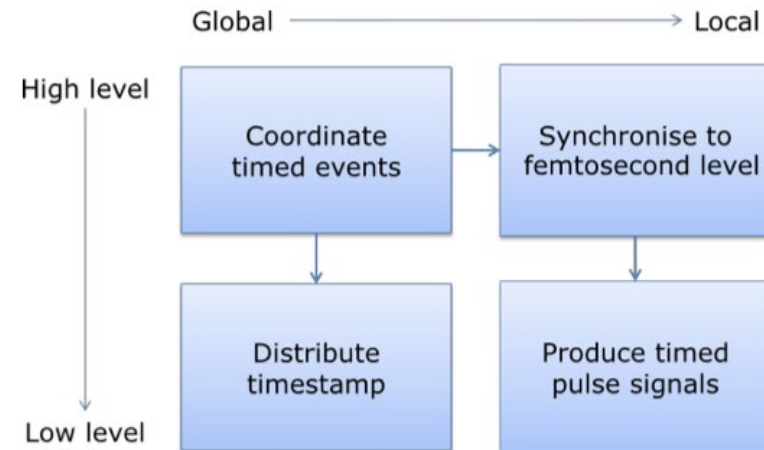 Global
Local
High level
Coordinate
timed events
Synchronise to
femtosecond level
Distribute
timestamp
Produce timed
pulse signals
Low level